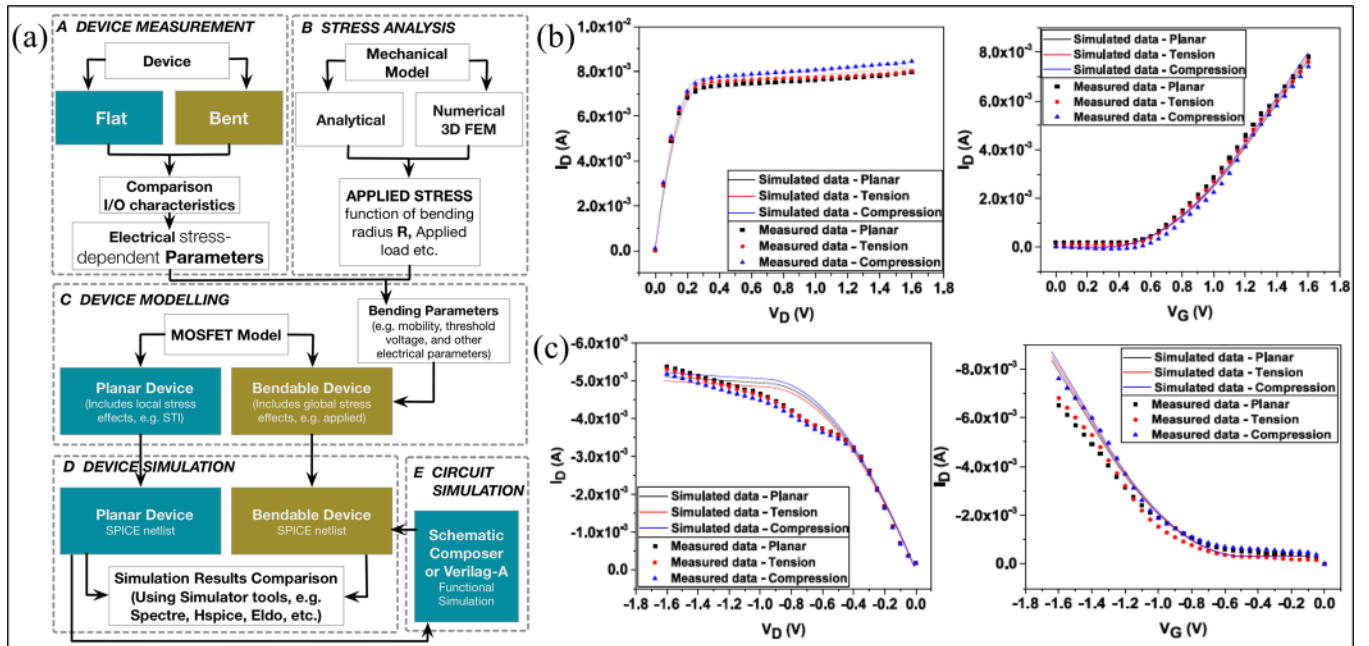 (a)
A DEVICE MEASUREMENT
Device
Flat
Bent
Comparison
I/O characteristics
Electrical stress-
dependent Parameters
B STRESS ANALYSIS
Mechanical
Model
Analytical
Numerical
3D FEM
APPLIED STRESS
function of bending
radius R, Applied
load etc.
C DEVICE MODELLING
MOSFET Model
Bending Parameters
(e.g. mobility, threshold
voltage, and other
electrical parameters)
Planar Device
(Includes local stress
effects, e.g. STI)
Bendable Device
(Includes global stress
effects, e.g. applied)
D DEVICE SIMULATION
Planar Device
SPICE netlist
Bendable Device
SPICE netlist
Simulation Results Comparison
(Using Simulator tools, e.g.
Spectre, Hspice, Eldo, etc.)
E CIRCUIT
SIMULATION
Schematic
Composer
or Verilag-A
Functional
Simulation
(b)
1.0x10⁻²
8.0x10⁻³
6.0x10⁻³
4.0x10⁻³
2.0x10⁻³
0.0
I_D (A)
Simulated data - Planar
Simulated data - Tension
Simulated data - Compression
Measured data - Planar
Measured data - Tension
Measured data - Compression
0.0 0.2 0.4 0.6 0.8 1.0 1.2 1.4 1.6 1.8
V_D (V)
8.0x10⁻³
6.0x10⁻³
4.0x10⁻³
2.0x10⁻³
0.0
I_D (A)
Simulated data - Planar
Simulated data - Tension
Simulated data - Compression
Measured data - Planar
Measured data - Tension
Measured data - Compression
0.0 0.2 0.4 0.6 0.8 1.0 1.2 1.4 1.6 1.8
V_G (V)
(c)
-6.0x10⁻³
-5.0x10⁻³
-4.0x10⁻³
-3.0x10⁻³
-2.0x10⁻³
-1.0x10⁻³
0.0
I_D (A)
Simulated data - Planar
Simulated data - Tension
Simulated data - Compression
Measured data - Planar
Measured data - Tension
Measured data - Compression
-1.8 -1.6 -1.4 -1.2 -1.0 -0.8 -0.6 -0.4 -0.2 0.0
V_D (V)
-8.0x10⁻³
-6.0x10⁻³
-4.0x10⁻³
-2.0x10⁻³
0.0
I_D (A)
Simulated data - Planar
Simulated data - Tension
Simulated data - Compression
Measured data - Planar
Measured data - Tension
Measured data - Compression
-1.8 -1.6 -1.4 -1.2 -1.0 -0.8 -0.6 -0.4 -0.2 0.0
V_G (V)